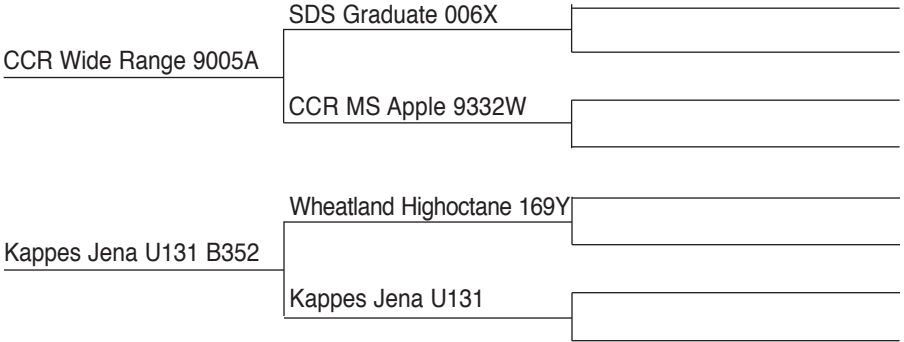 SDS Graduate 006X
CCR Wide Range 9005A
CCR MS Apple 9332W
Wheatland Highoctane 169Y
Kappes Jena U131 B352
Kappes Jena U131